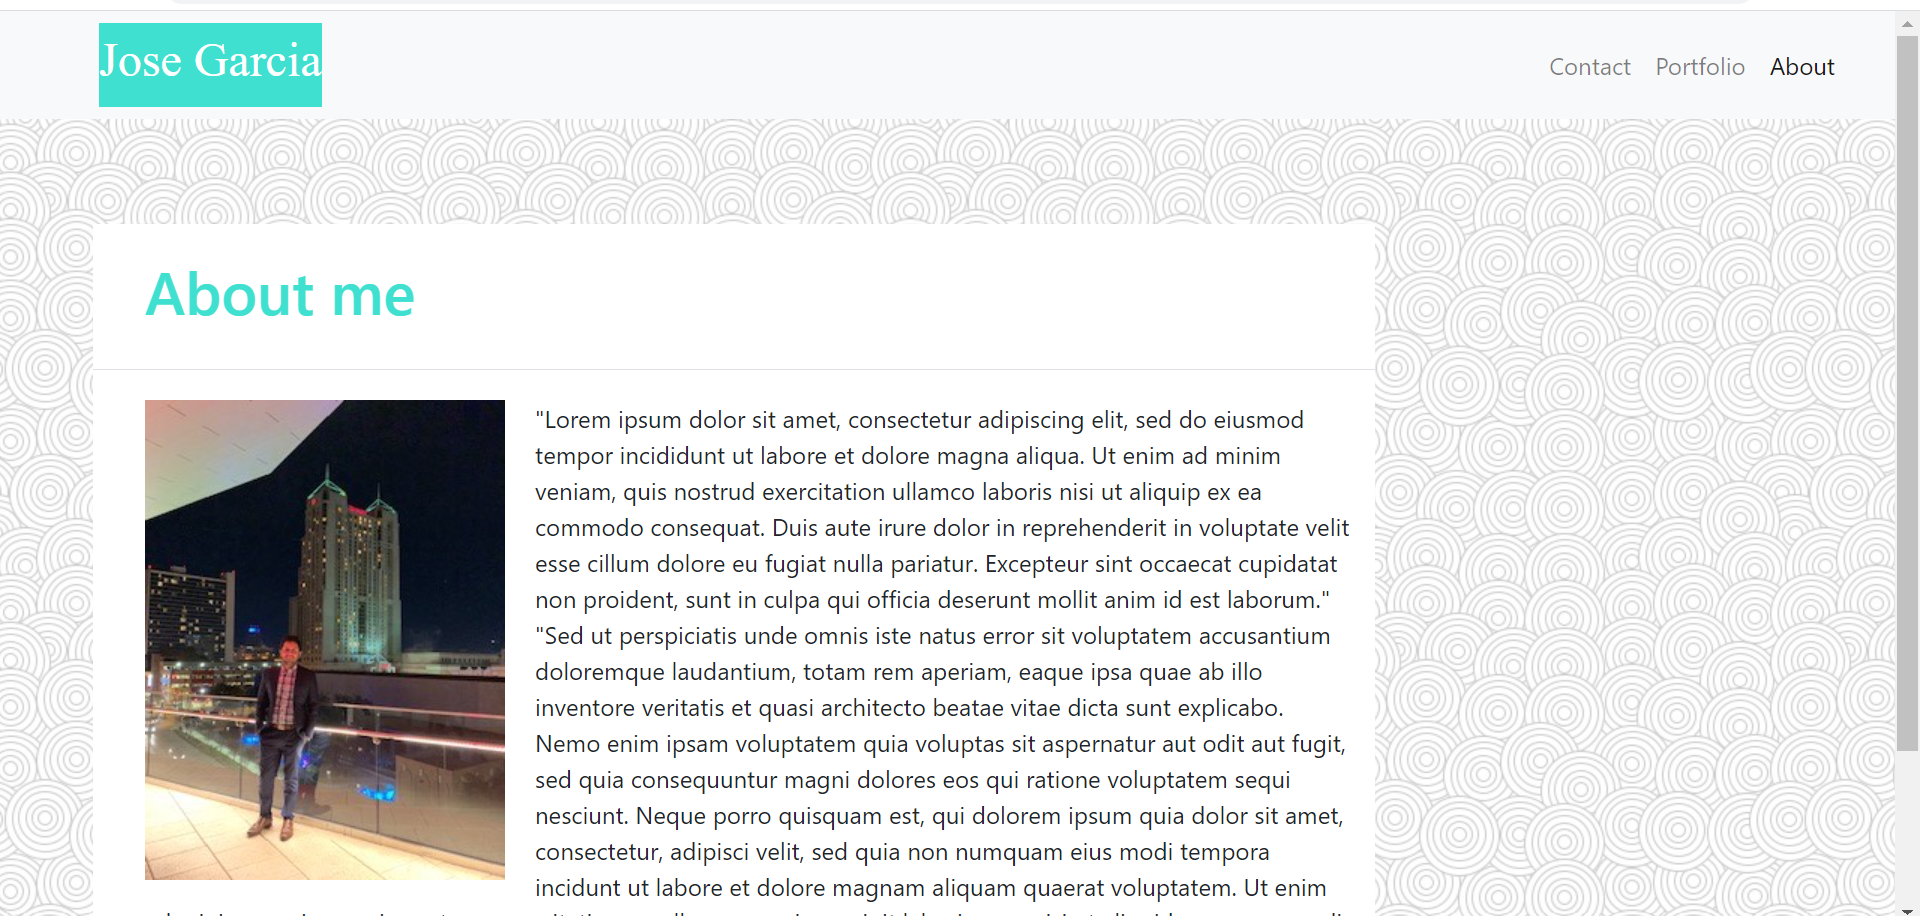 Jose Garcia
Contact Portfolio About
About me
"Lorem ipsum dolor sit amet, consectetur adipiscing elit, sed do eiusmod
tempor incididunt ut labore et dolore magna aliqua. Ut enim ad minim
veniam, quis nostrud exercitation ullamco laboris nisi ut aliquip ex ea
commodo consequat. Duis aute irure dolor in reprehenderit in voluptate velit
esse cillum dolore eu fugiat nulla pariatur. Excepteur sint occaecat cupidatat
non proident, sunt in culpa qui officia deserunt mollit anim id est laborum."
"Sed ut perspiciatis unde omnis iste natus error sit voluptatem accusantium
doloremque laudantium, totam rem aperiam, eaque ipsa quae ab illo
inventore veritatis et quasi architecto beatae vitae dicta sunt explicabo.
Nemo enim ipsam voluptatem quia voluptas sit aspernatur aut odit aut fugit,
sed quia consequuntur magni dolores eos qui ratione voluptatem sequi
nesciunt. Neque porro quisquam est, qui dolorem ipsum quia dolor sit amet,
consectetur, adipisci velit, sed quia non numquam eius modi tempora
incidunt ut labore et dolore magnam aliquam quaerat voluptatem. Ut enim